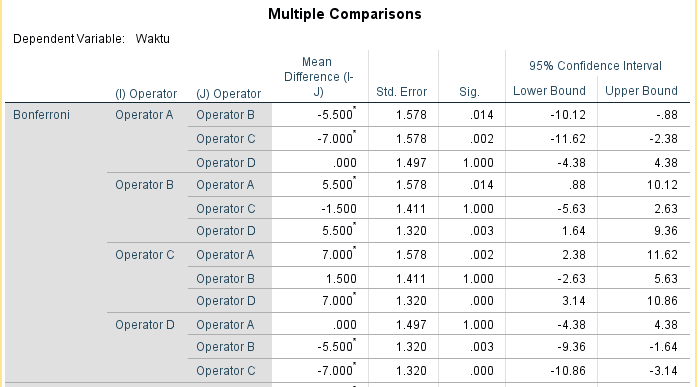 Multiple Comparisons
Dependent Variable: Waktu
(I) Operator (J) Operator Mean Difference (I-J) Std. Error Sig. 95% Confidence Interval
Lower Bound Upper Bound
Bonferroni Operator A Operator B -5.500* 1.578 .014 -10.12 -.88
Operator C -7.000* 1.578 .002 -11.62 -2.38
Operator D .000 1.497 1.000 -4.38 4.38
Operator B Operator A 5.500* 1.578 .014 .88 10.12
Operator C -1.500 1.411 1.000 -5.63 2.63
Operator D 5.500* 1.320 .003 1.64 9.36
Operator C Operator A 7.000* 1.578 .002 2.38 11.62
Operator B 1.500 1.411 1.000 -2.63 5.63
Operator D 7.000* 1.320 .000 3.14 10.86
Operator D Operator A .000 1.497 1.000 -4.38 4.38
Operator B -5.500* 1.320 .003 -9.36 -1.64
Operator C -7.000* 1.320 .000 -10.86 -3.14